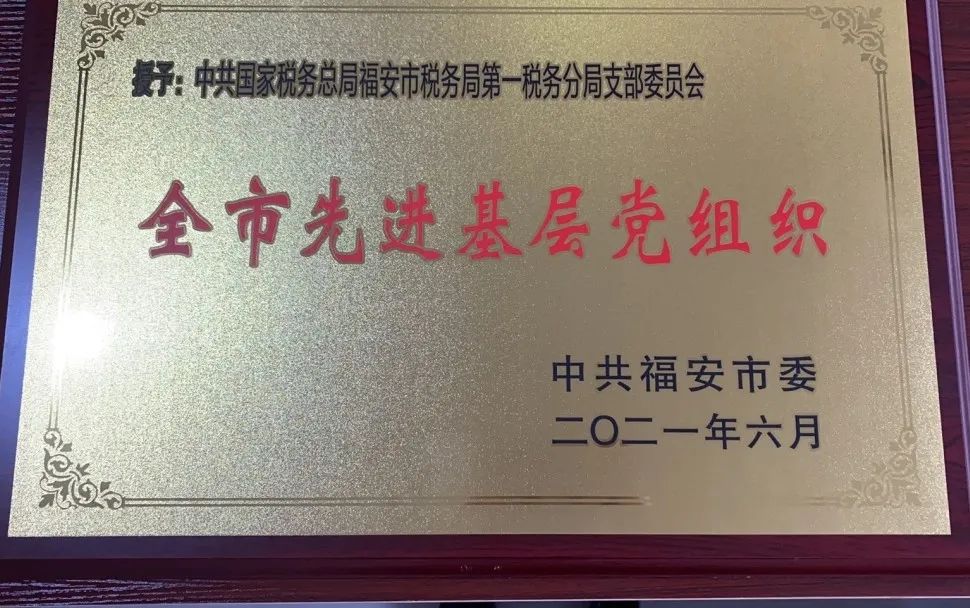 授予：中共国家税务总局福安市税务局第一税务分局支部委员会
全市先进基层党组织
中共福安市委
二〇二一年六月